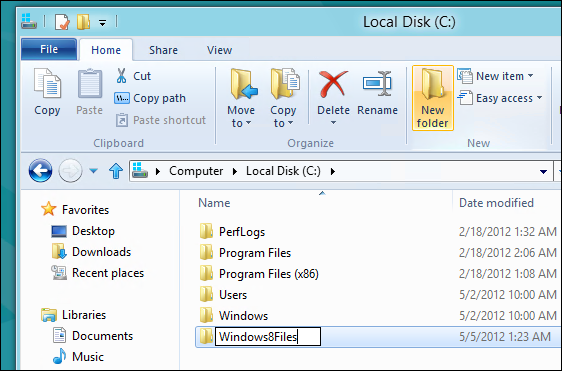 Local Disk (C:)
File Home Share View
Copy
Paste
Cut
Copy path
Paste shortcut
Clipboard
Move to
Copy to
Delete
Rename
Organize
New folder
New item
Easy access
New
Computer Local Disk (C:)
Favorites
Desktop
Downloads
Recent places
Libraries
Documents
Music
Name Date modified
PerfLogs 2/18/2012 1:32 AM
Program Files 2/18/2012 2:06 AM
Program Files (x86) 2/18/2012 1:08 AM
Users 5/2/2012 10:00 AM
Windows 5/2/2012 10:00 AM
Windows8Files 5/5/2012 1:23 AM